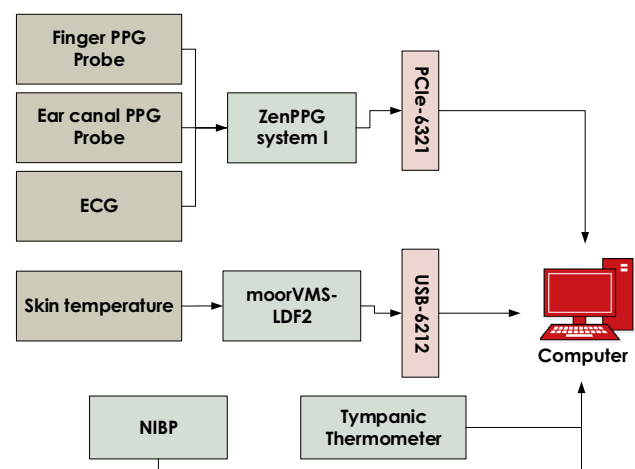 Finger PPG
Probe
Ear canal PPG
Probe
ECG
ZenPPG
system I
PCIe-6321
Skin temperature
moorVMS-
LDF2
USB-6212
Computer
NIBP
Tympanic
Thermometer